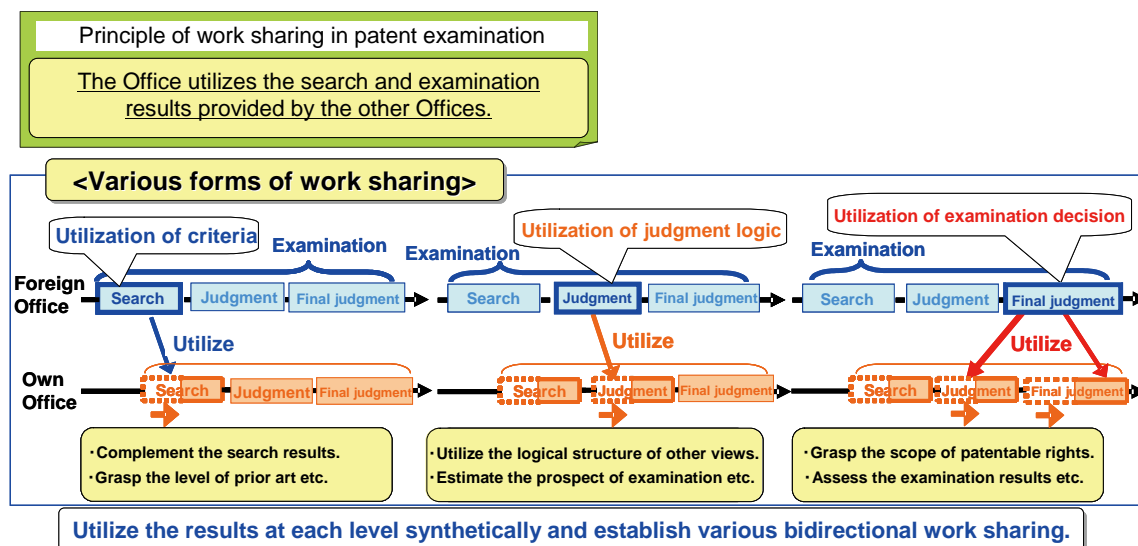 Principle of work sharing in patent examination
The Office utilizes the search and examination
results provided by the other Offices.
<Various forms of work sharing>
Utilization of criteria
Examination
Examination
Utilization of judgment logic
Utilization of examination decision
Examination
Foreign
Office
Search
Judgment
Final judgment
Search
Judgment
Final judgment
Search
Judgment
Final judgment
Utilize
Utilize
Utilize
Own
Office
Search
Judgment
Final judgment
Search
Judgment
Final judgment
Search
Judgment
Final judgment
・Complement the search results.
・Grasp the level of prior art etc.
・Utilize the logical structure of other views.
・Estimate the prospect of examination etc.
・Grasp the scope of patentable rights.
・Assess the examination results etc.
Utilize the results at each level synthetically and establish various bidirectional work sharing.